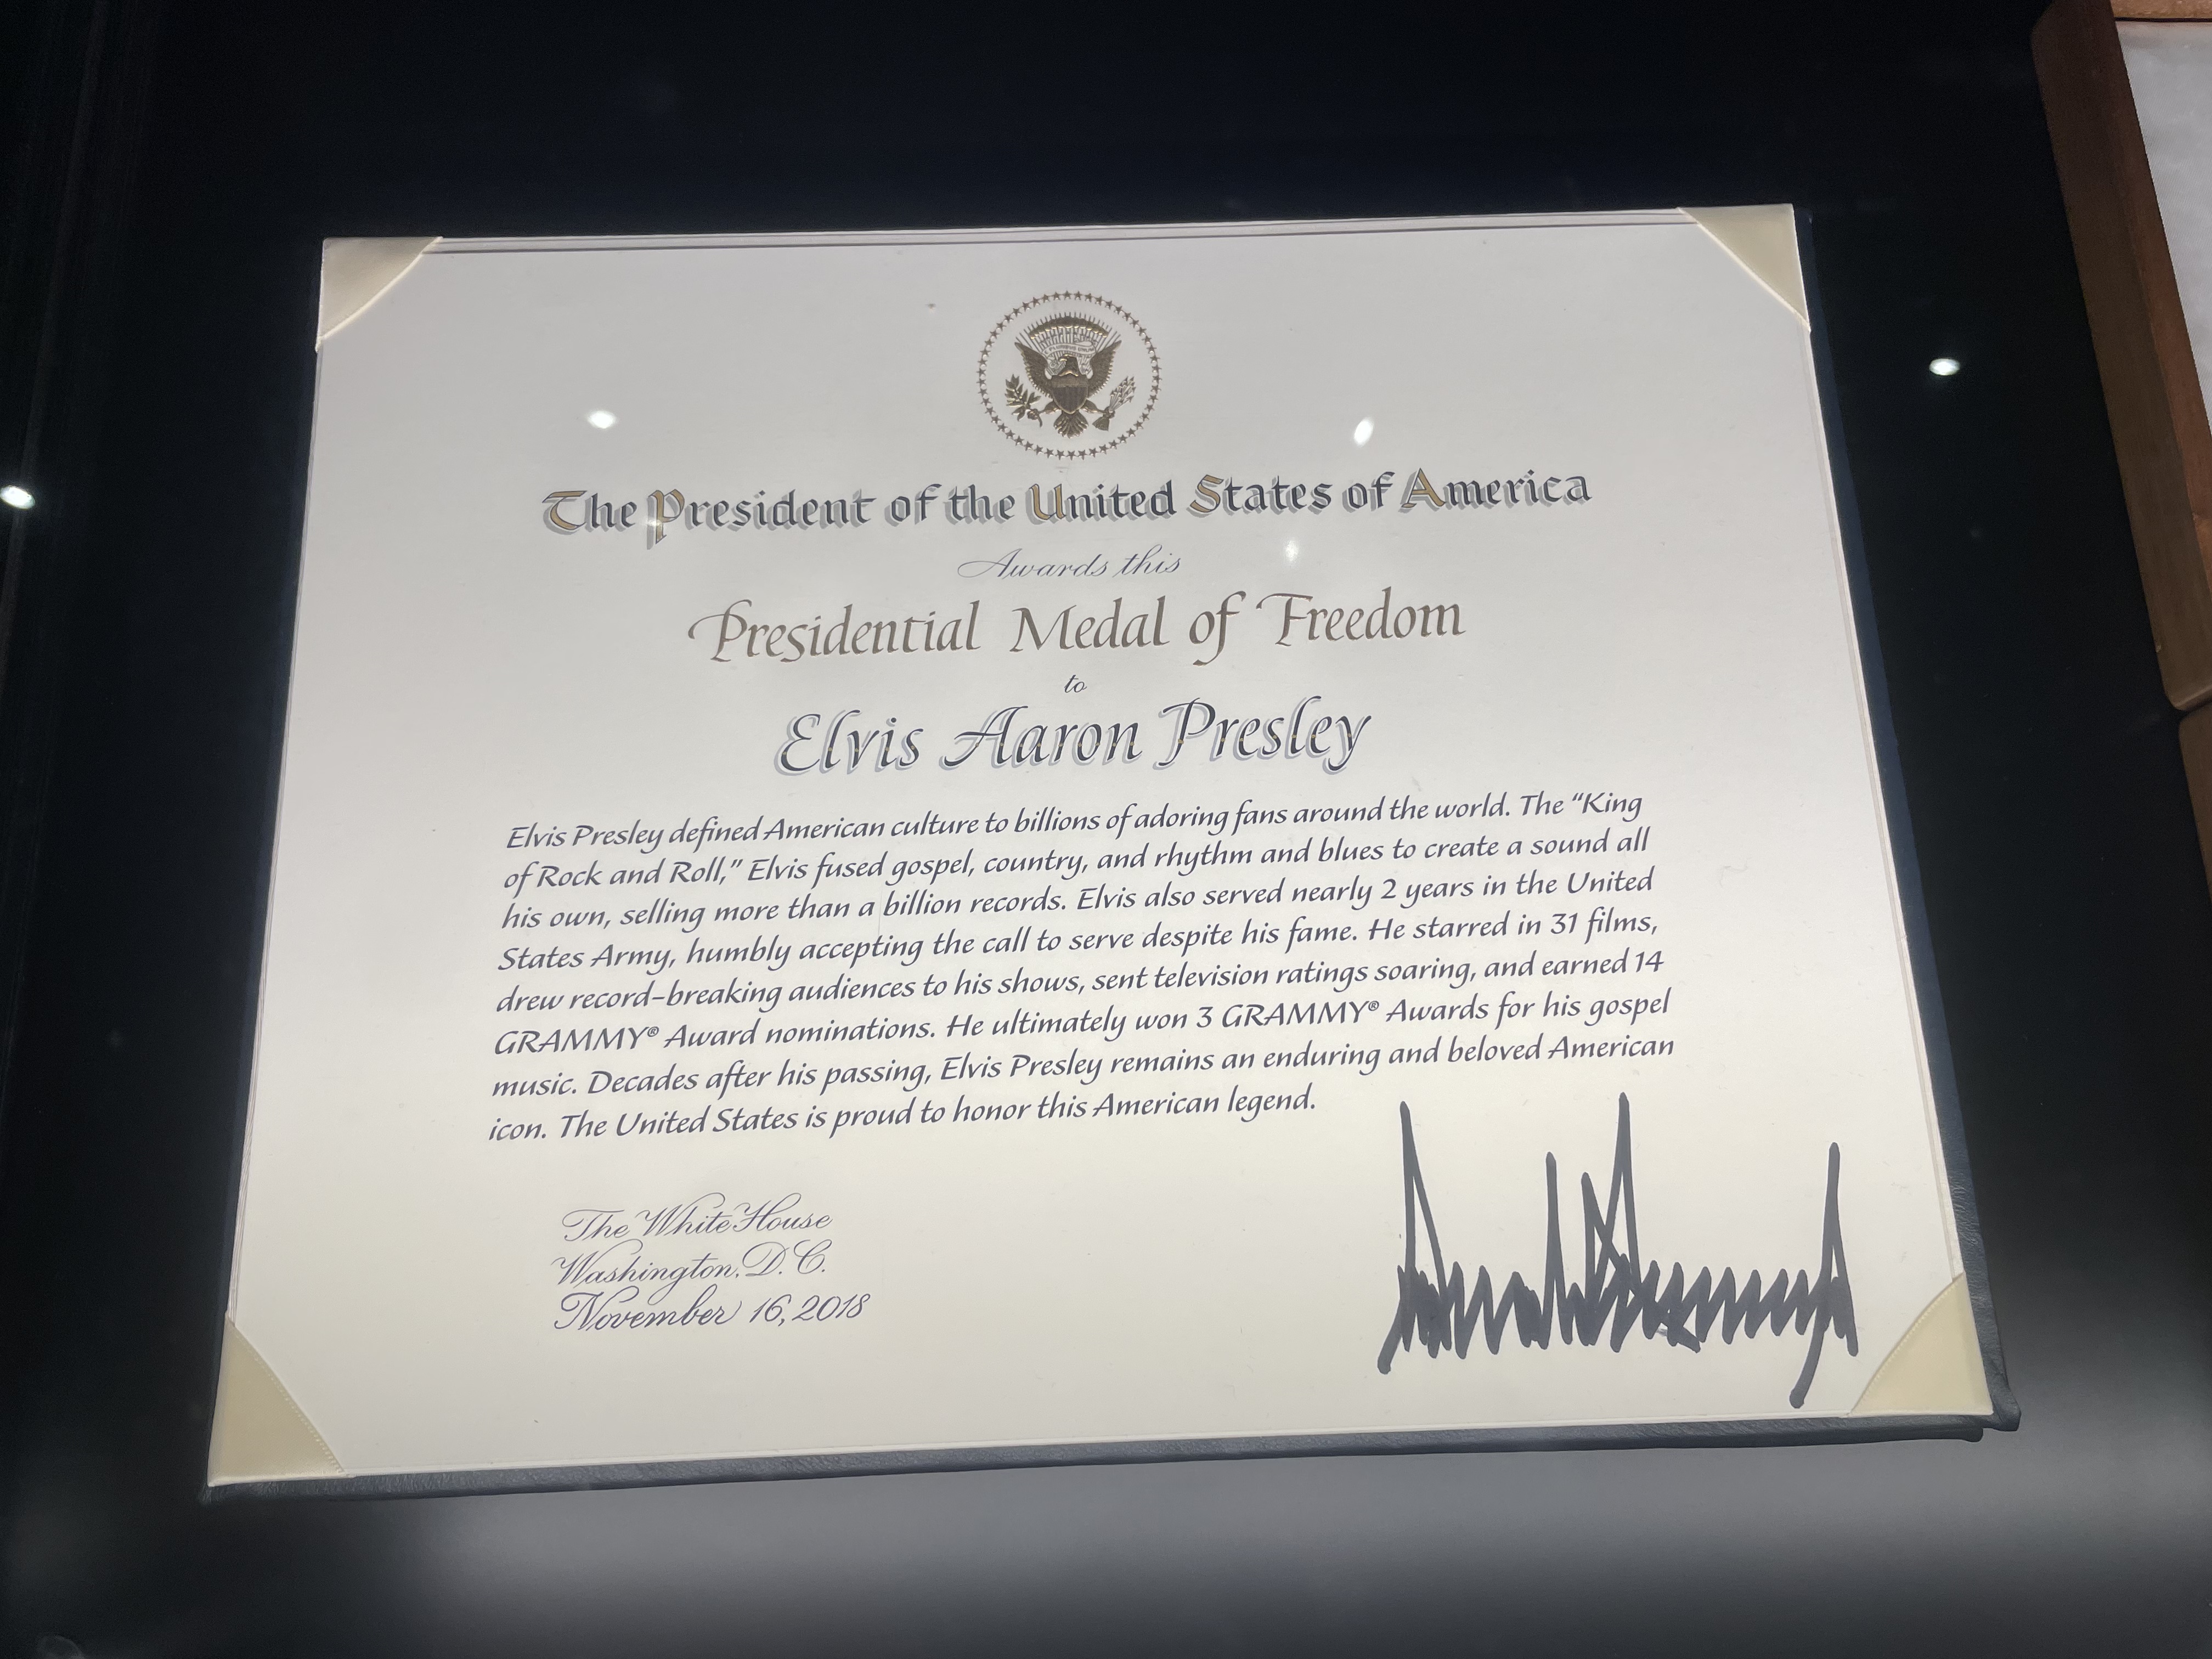 The President of the United States of America
Awards this
Presidential Medal of Freedom
to
Elvis Aaron Presley
Elvis Presley defined American culture to billions of adoring fans around the world. The “King
of Rock and Roll,” Elvis fused gospel, country, and rhythm and blues to create a sound all
his own, selling more than a billion records. Elvis also served nearly 2 years in the United
States Army, humbly accepting the call to serve despite his fame. He starred in 31 films,
drew record-breaking audiences to his shows, sent television ratings soaring, and earned 14
GRAMMY® Award nominations. He ultimately won 3 GRAMMY® Awards for his gospel
music. Decades after his passing, Elvis Presley remains an enduring and beloved American
icon. The United States is proud to honor this American legend.
The White House
Washington, D.C.
November 16, 2018